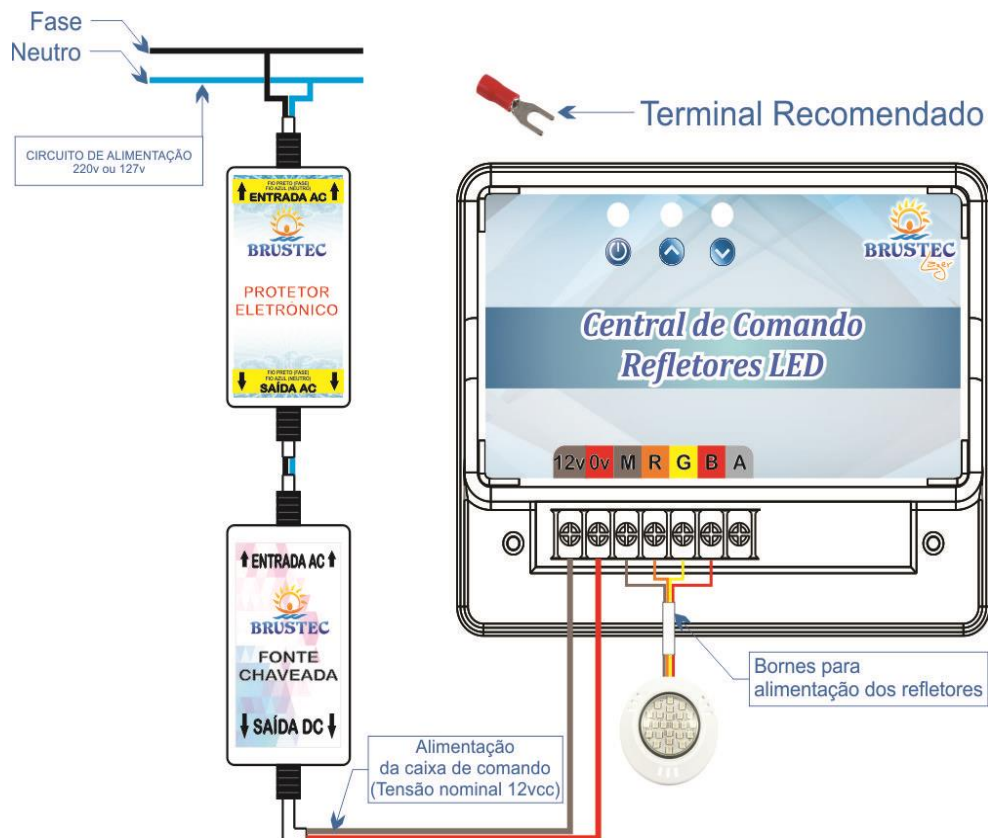 Fase
Neutro
CIRCUITO DE ALIMENTAÇÃO
220v ou 127v
Terminal Recomendado
FIO PRETO (FASE)
FIO AZUL (NEUTRO)
ENTRADA AC
BRUSTEC
PROTETOR
ELETRÔNICO
FIO PRETO (FASE)
FIO AZUL (NEUTRO)
SAÍDA AC
BRUSTEC
Lazer
Central de Comando
Refletores LED
12v 0v M R G B A
ENTRADA AC
BRUSTEC
FONTE
CHAVEADA
SAÍDA DC
Bornes para
alimentação dos refletores
Alimentação
da caixa de comando
(Tensão nominal 12vcc)